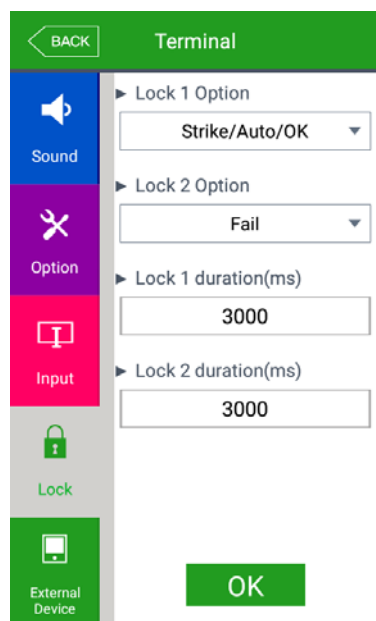 BACK
Terminal
Sound
Option
Input
Lock
External
Device
► Lock 1 Option
Strike/Auto/OK
► Lock 2 Option
Fail
► Lock 1 duration(ms)
3000
► Lock 2 duration(ms)
3000
OK